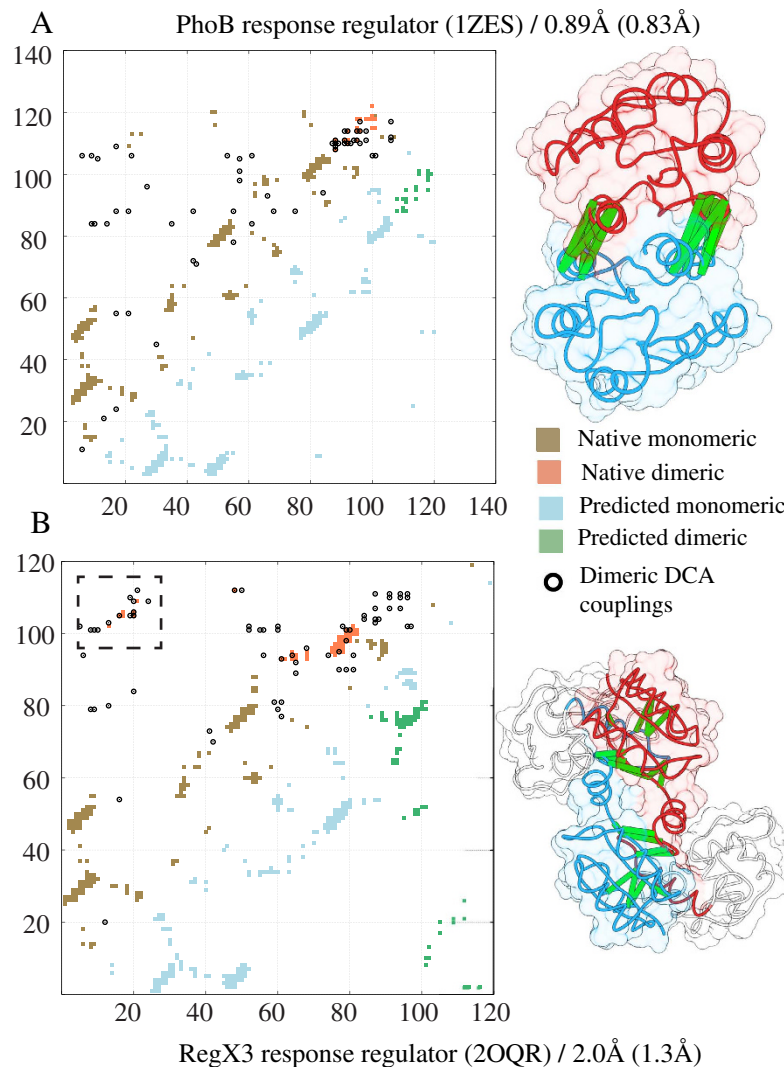 A
PhoB response regulator (1ZES) / 0.89Å (0.83Å)
140
120
100
80
60
40
20
20 40 60 80 100 120 140
Native monomeric
Native dimeric
Predicted monomeric
Predicted dimeric
Dimeric DCA
couplings
B
120
100
80
60
40
20
20 40 60 80 100 120
RegX3 response regulator (2OQR) / 2.0Å (1.3Å)